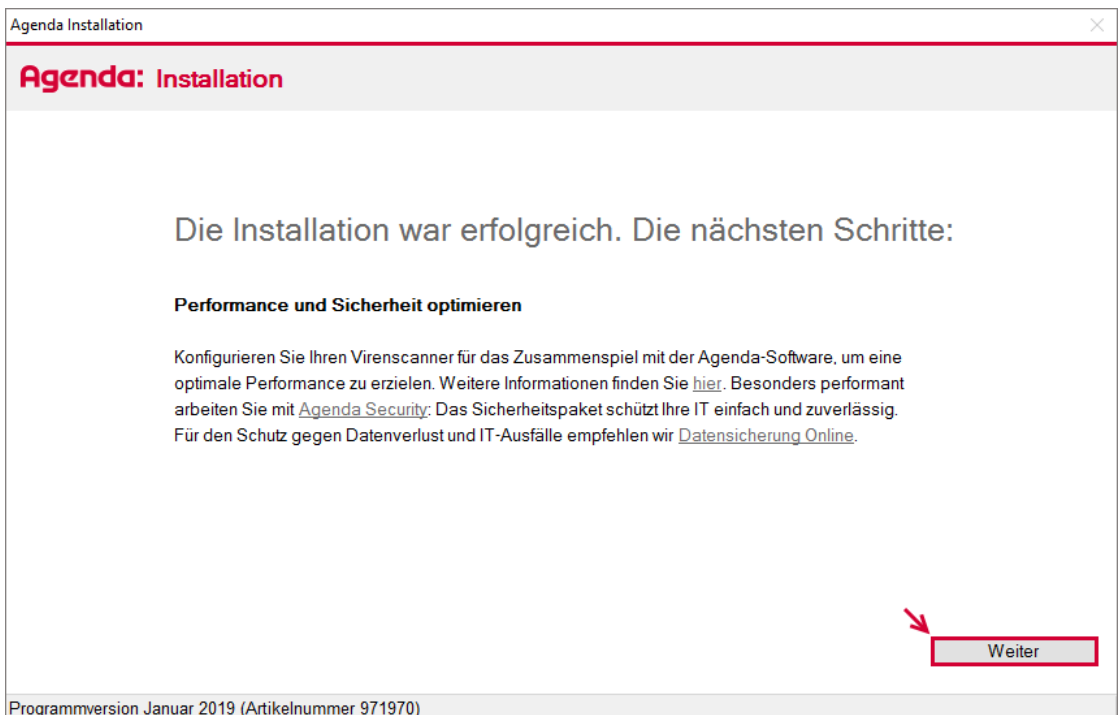 Agenda Installation
Agenda: Installation
Die Installation war erfolgreich. Die nächsten Schritte:
Performance und Sicherheit optimieren
Konfigurieren Sie Ihren Virenscanner für das Zusammenspiel mit der Agenda-Software, um eine
optimale Performance zu erzielen. Weitere Informationen finden Sie hier. Besonders performant
arbeiten Sie mit Agenda Security: Das Sicherheitspaket schützt Ihre IT einfach und zuverlässig.
Für den Schutz gegen Datenverlust und IT-Ausfälle empfehlen wir Datensicherung Online.
Weiter
Programmversion Januar 2019 (Artikelnummer 971970)